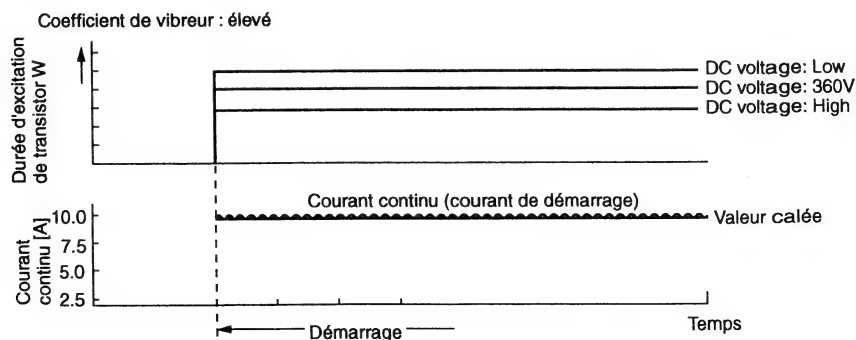 Coefficient de vibreur : élevé
Durée d'excitation
de transistor W
DC voltage: Low
DC voltage: 360V
DC voltage: High
Courant continu (courant de démarrage)
Courant
continu [A]
10.0
7.5
5.0
2.5
Valeur calée
Temps
Démarrage